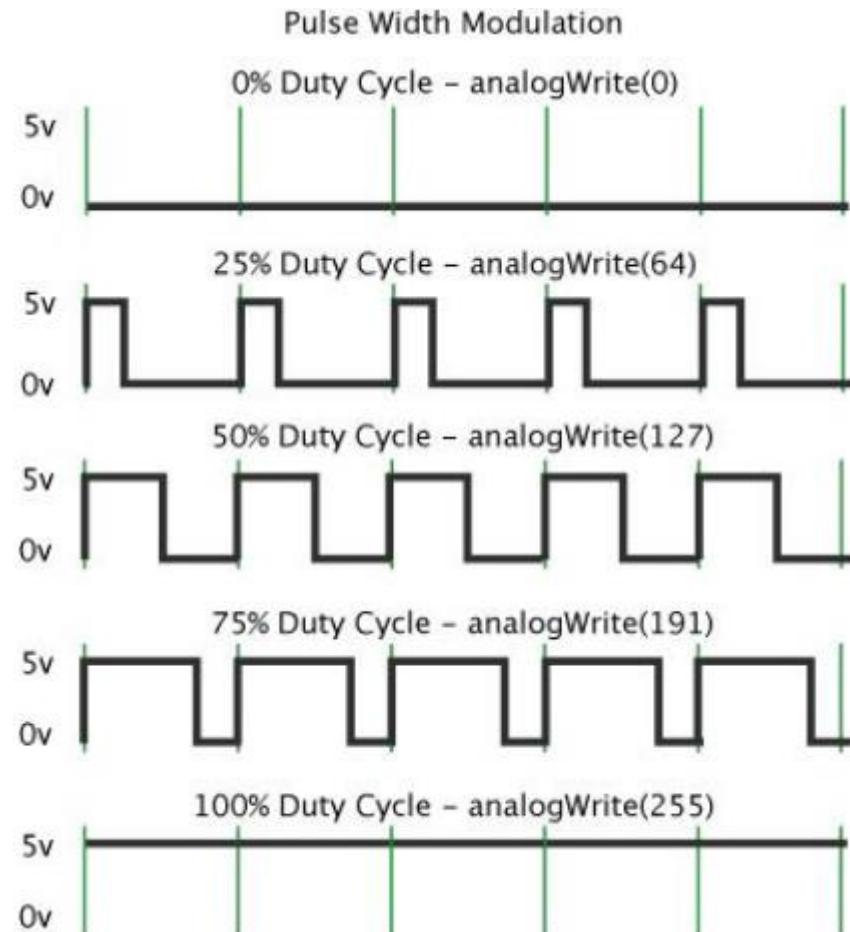 Pulse Width Modulation
0% Duty Cycle – analogWrite(0)
5v
0v
25% Duty Cycle – analogWrite(64)
5v
0v
50% Duty Cycle – analogWrite(127)
5v
0v
75% Duty Cycle – analogWrite(191)
5v
0v
100% Duty Cycle – analogWrite(255)
5v
0v